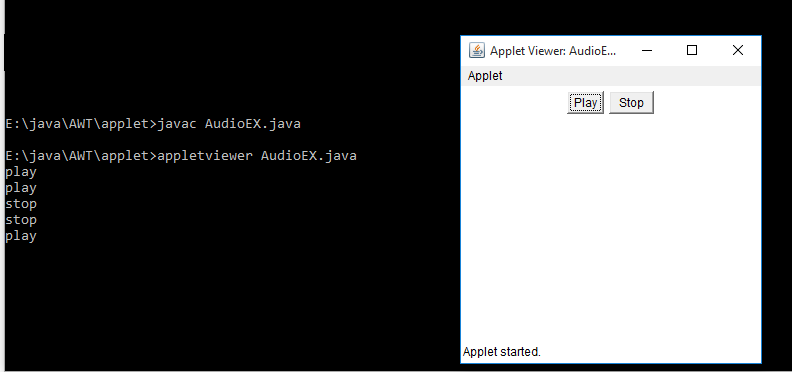 E:\java\AWT\applet>javac AudioEX.java
E:\java\AWT\applet>appletviewer AudioEX.java
play
play
stop
stop
play
Applet Viewer: AudioE...
Applet
Play Stop
Applet started.